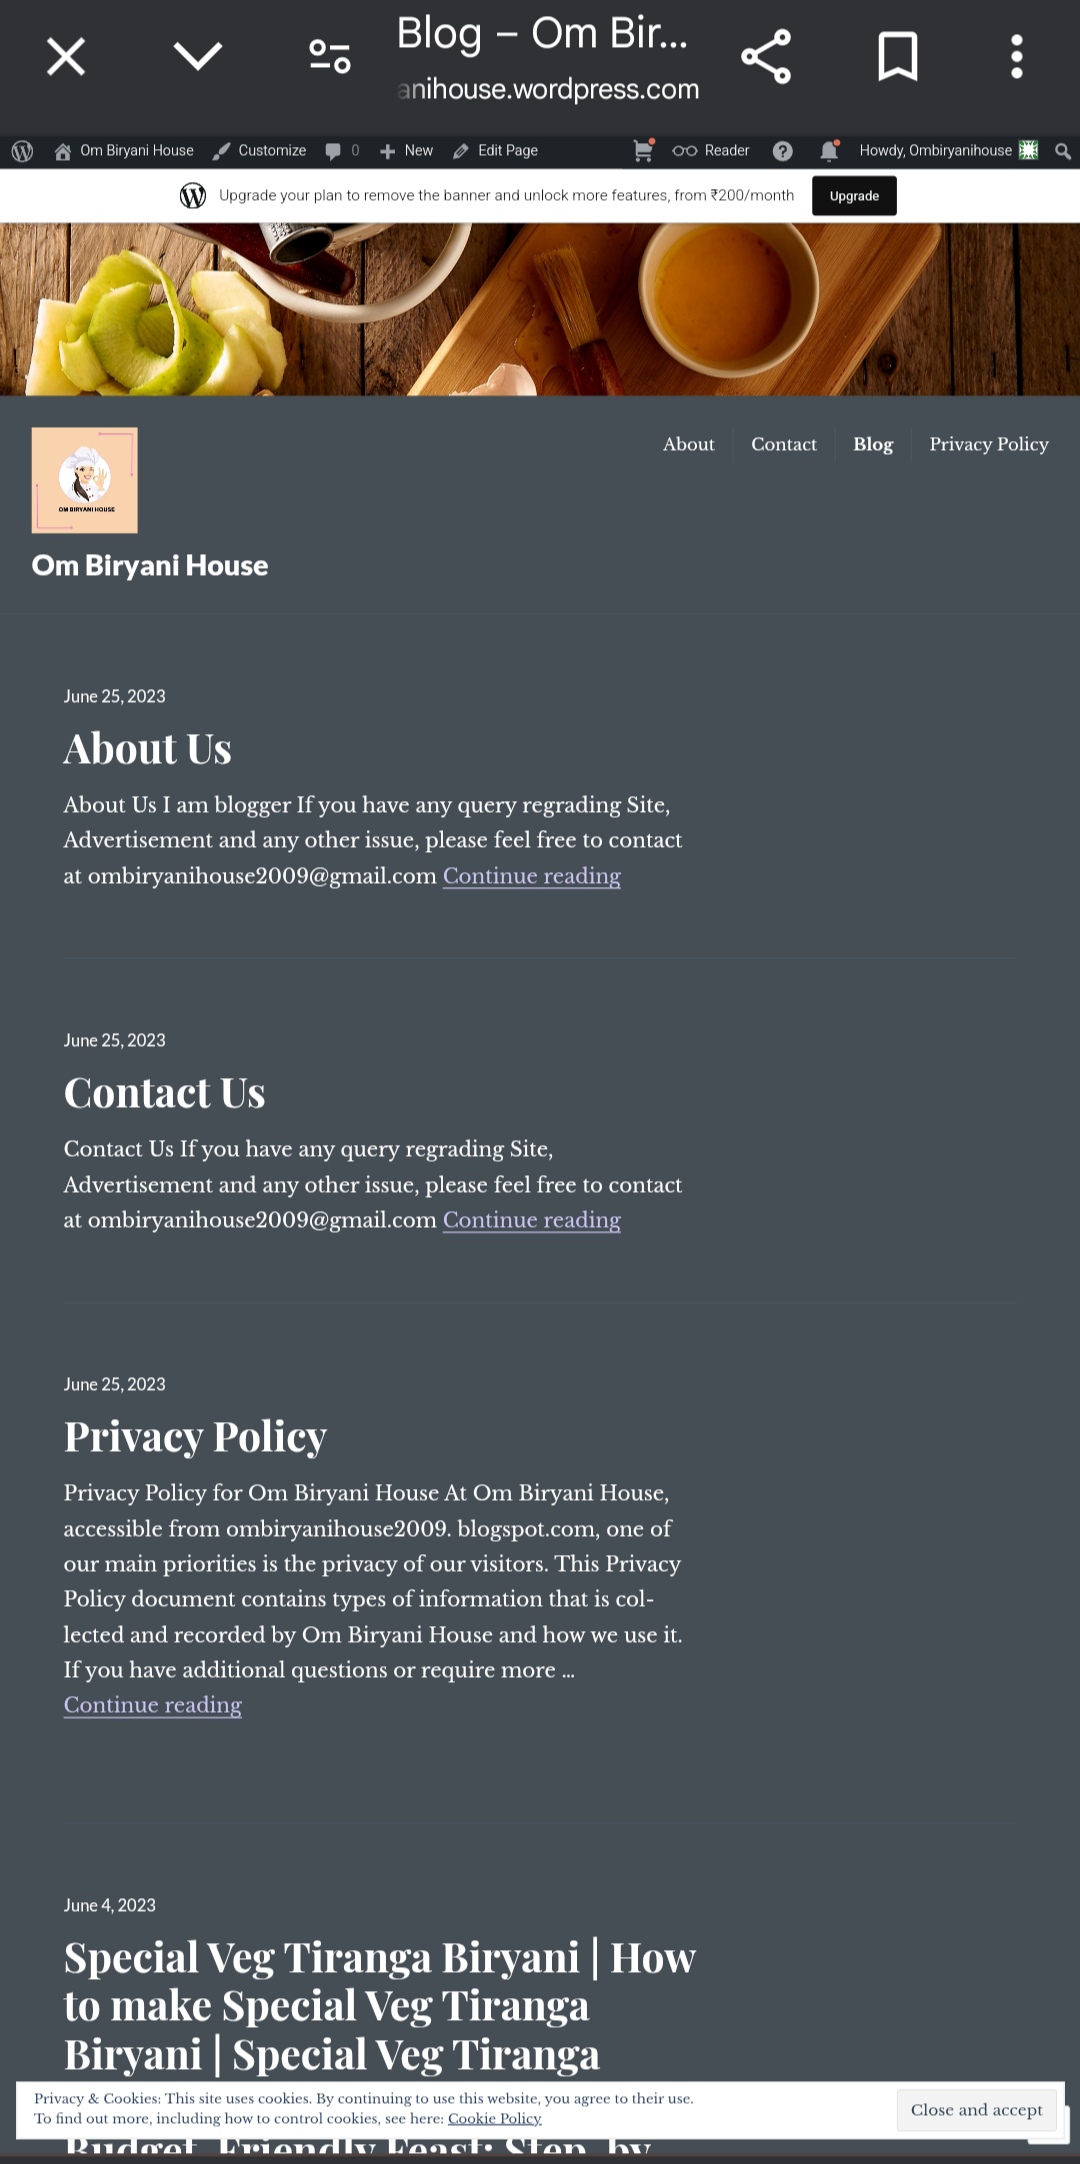 Blog – Om Bir...
anihouse.wordpress.com
Om Biryani House Customize 0 New Edit Page Reader Howdy, Ombiryanihouse
Upgrade your plan to remove the banner and unlock more features, from ₹200/month Upgrade
OM BIRYANI HOUSE
About Contact Blog Privacy Policy
Om Biryani House
June 25, 2023
About Us
About Us I am blogger If you have any query regrading Site,
Advertisement and any other issue, please feel free to contact
at ombiryanihouse2009@gmail.com Continue reading
June 25, 2023
Contact Us
Contact Us If you have any query regrading Site,
Advertisement and any other issue, please feel free to contact
at ombiryanihouse2009@gmail.com Continue reading
June 25, 2023
Privacy Policy
Privacy Policy for Om Biryani House At Om Biryani House,
accessible from ombiryanihouse2009. blogspot.com, one of
our main priorities is the privacy of our visitors. This Privacy
Policy document contains types of information that is col-
lected and recorded by Om Biryani House and how we use it.
If you have additional questions or require more ...
Continue reading
June 4, 2023
Special Veg Tiranga Biryani | How
to make Special Veg Tiranga
Biryani | Special Veg Tiranga
Privacy & Cookies: This site uses cookies. By continuing to use this website, you agree to their use.
To find out more, including how to control cookies, see here: Cookie Policy
Close and accept
Budget-Friendly Feast: Step-by